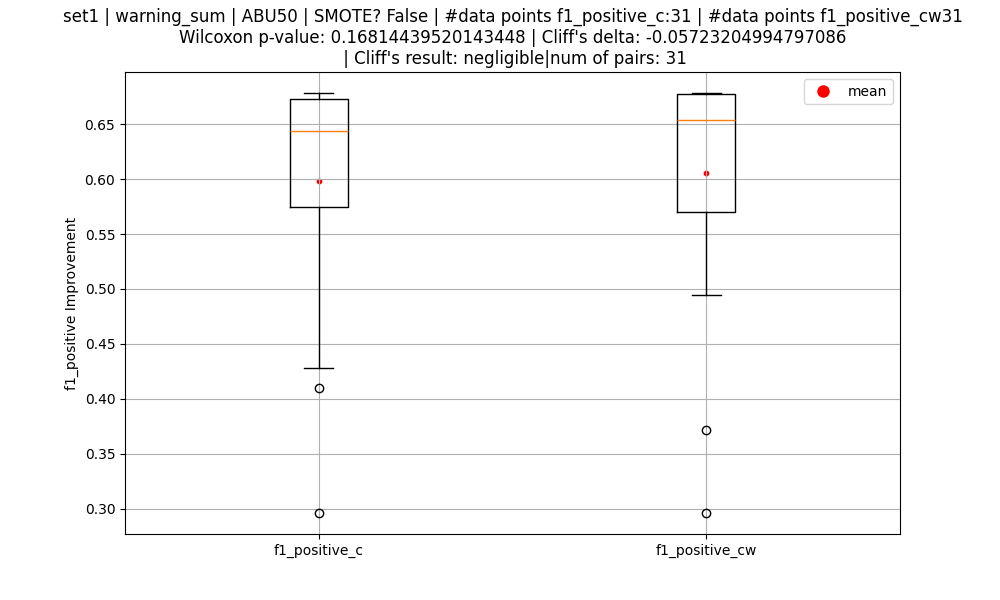 set1 | warning_sum | ABU50 | SMOTE? False | #data points f1_positive_c:31 | #data points f1_positive_cw31
Wilcoxon p-value: 0.16814439520143448 | Cliff's delta: -0.05723204994797086
| Cliff's result: negligible|num of pairs: 31
mean
f1_positive Improvement
0.65
0.60
0.55
0.50
0.45
0.40
0.35
0.30
f1_positive_c
f1_positive_cw